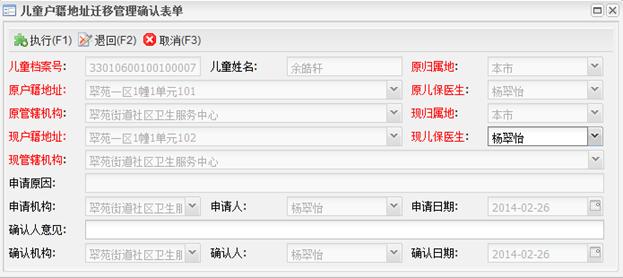 儿童户籍地址迁移管理确认表单
执行(F1) 退回(F2) 取消(F3)
儿童档案号: 33010600100100007 儿童姓名: 余皓轩 原归属地: 本市
原户籍地址: 翠苑一区1幢1单元101 原儿保医生: 杨翠怡
原管辖机构: 翠苑街道社区卫生服务中心 现归属地: 本市
现户籍地址: 翠苑一区1幢1单元102 现儿保医生: 杨翠怡
现管辖机构: 翠苑街道社区卫生服务中心
申请原因:
申请机构: 翠苑街道社区卫生服 申请人: 杨翠怡 申请日期: 2014-02-26
确认人意见:
确认机构: 翠苑街道社区卫生服 确认人: 杨翠怡 确认日期: 2014-02-26